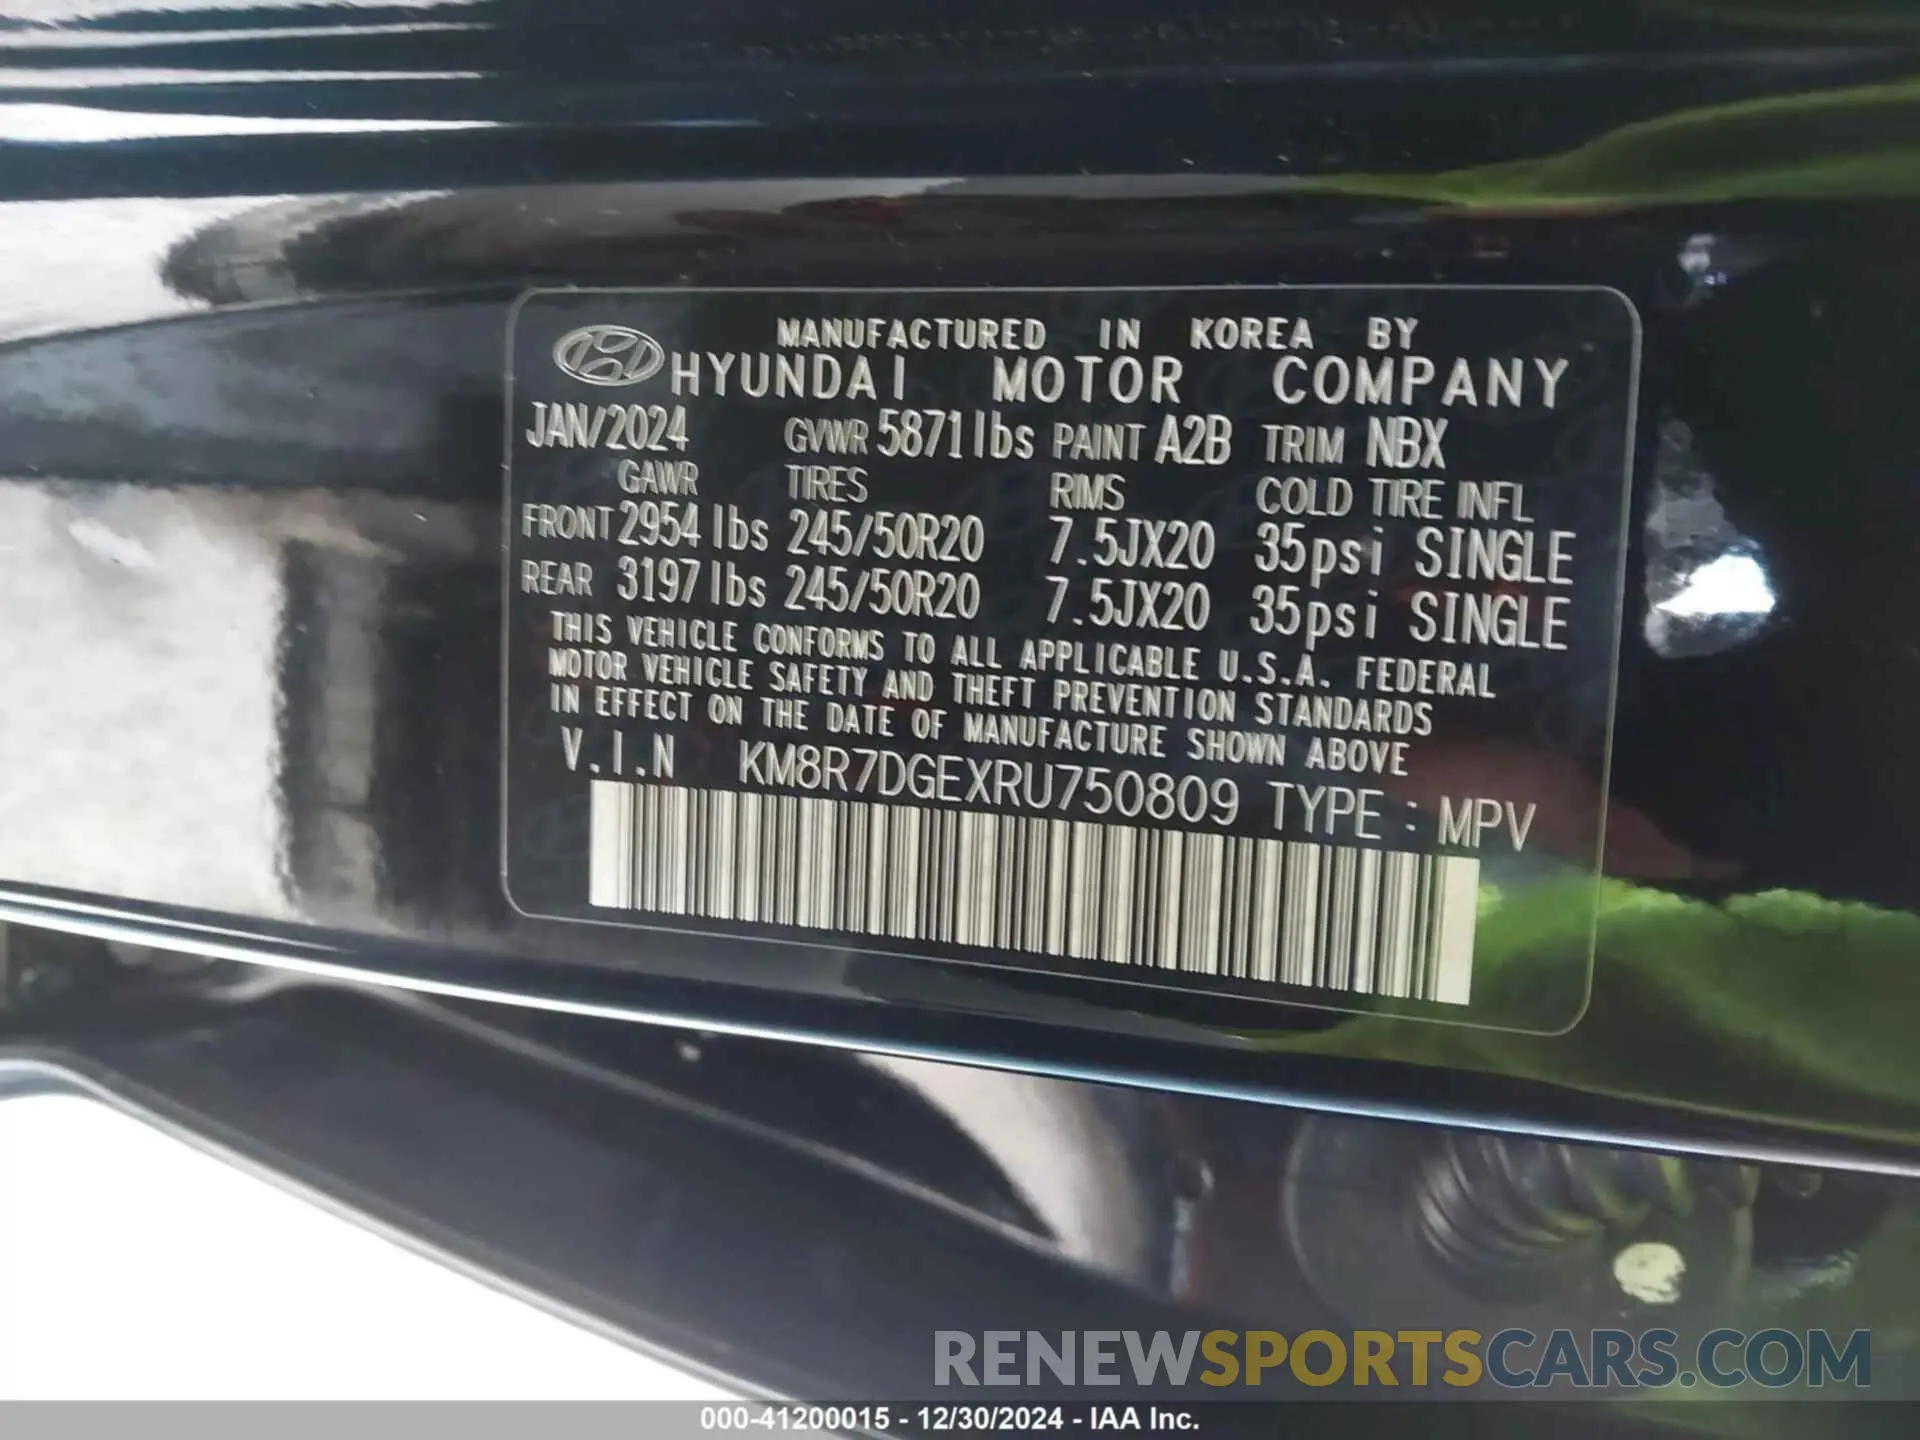 MANUFACTURED IN KOREA BY
HYUNDAI MOTOR COMPANY
JAN/2024 GVWR 5871lbs PAINT A2B TRIM NBX
GAWR TIRES RIMS COLD TIRE INFL
FRONT 2954 lbs 245/50R20 7.5JX20 35psi SINGLE
REAR 3197 lbs 245/50R20 7.5JX20 35psi SINGLE
THIS VEHICLE CONFORMS TO ALL APPLICABLE U.S.A. FEDERAL
MOTOR VEHICLE SAFETY AND THEFT PREVENTION STANDARDS
IN EFFECT ON THE DATE OF MANUFACTURE SHOWN ABOVE
V.I.N KM8R7DGEXRU750809 TYPE : MPV
RENEWSPORTSCARS.COM
000-41200015 - 12/30/2024 - IAA Inc.